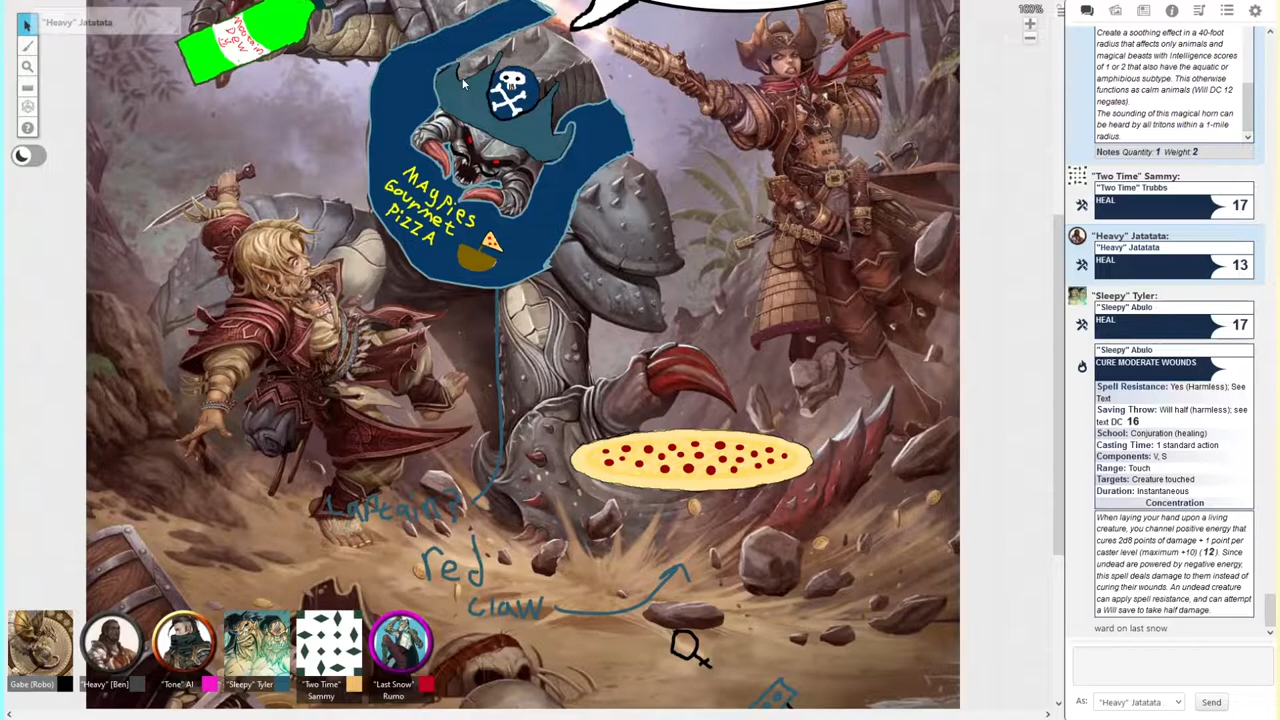 "Heavy" Jatatata
100%
Mountain
Dew
MAypies
Gourmet
PIZZA
captain?
red
claw
Create a soothing effect in a 40-foot
radius that affects only animals and
magical beasts with Intelligence scores
of 1 or 2 that also have the aquatic or
amphibious subtype. This otherwise
functions as calm animals (Will DC 12
negates).
The sounding of this magical horn can
be heard by all tritons within a 1-mile
radius.
Notes Quantity: 1 Weight: 2
"Two Time" Sammy:
"Two Time" Trubbs
HEAL
17
"Heavy" Jatatata:
"Heavy" Jatatata
HEAL
13
"Sleepy" Tyler:
"Sleepy" Abulo
HEAL
17
"Sleepy" Abulo
CURE MODERATE WOUNDS
Spell Resistance: Yes (Harmless); See
Text
Saving Throw: Will half (harmless); see
text DC 16
School: Conjuration (healing)
Casting Time: 1 standard action
Components: V, S
Range: Touch
Targets: Creature touched
Duration: Instantaneous
Concentration
When laying your hand upon a living
creature, you channel positive energy that
cures 2d8 points of damage + 1 point per
caster level (maximum +10) ( 12 ). Since
undead are powered by negative energy,
this spell deals damage to them instead of
curing their wounds. An undead creature
can apply spell resistance, and can attempt
a Will save to take half damage.
ward on last snow
As: "Heavy" Jatatata Send
Gabe (Robo) "Heavy" [Ben] "Tone" Al "Sleepy" Tyler "Two Time" Sammy "Last Snow" Rumo